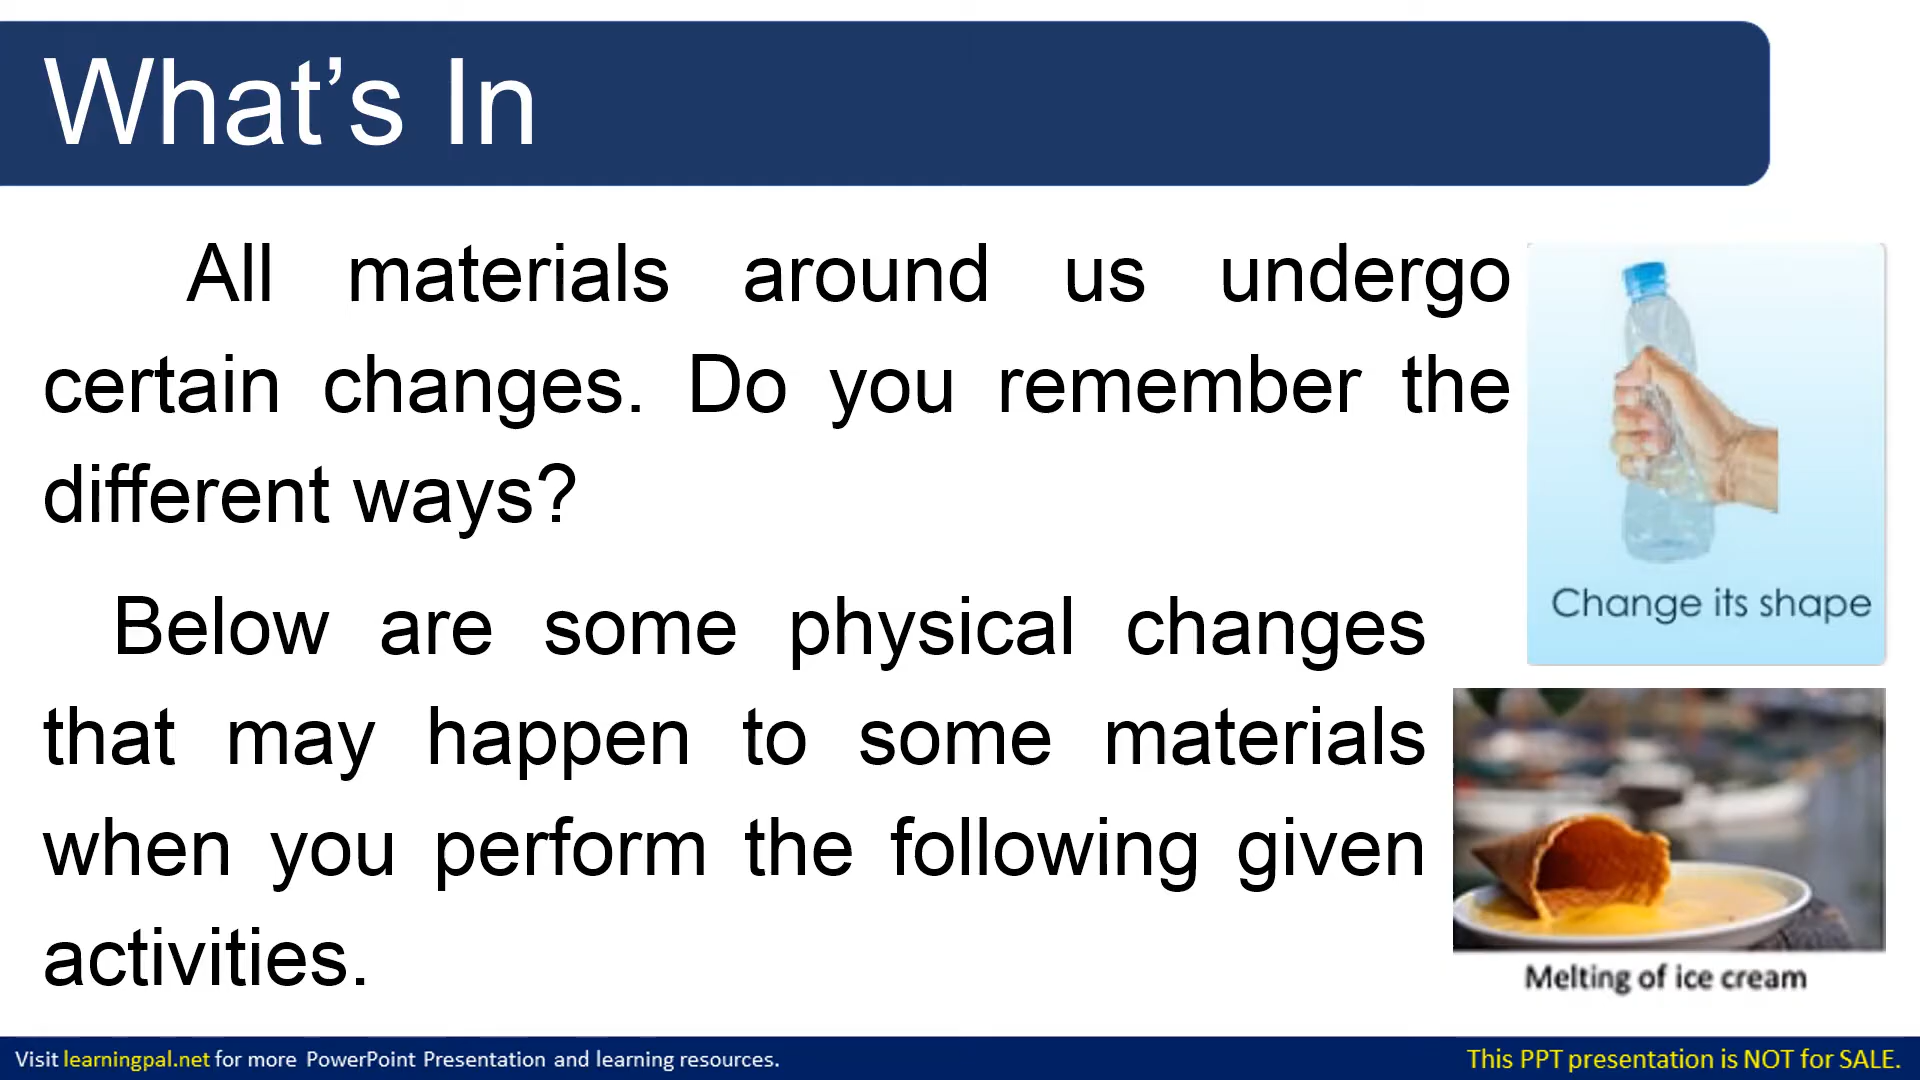 What’s In
All materials around us undergo
certain changes. Do you remember the
different ways?
Change its shape
Below are some physical changes
that may happen to some materials
when you perform the following given
activities.
Melting of ice cream
Visit learningpal.net for more PowerPoint Presentation and learning resources.
This PPT presentation is NOT for SALE.